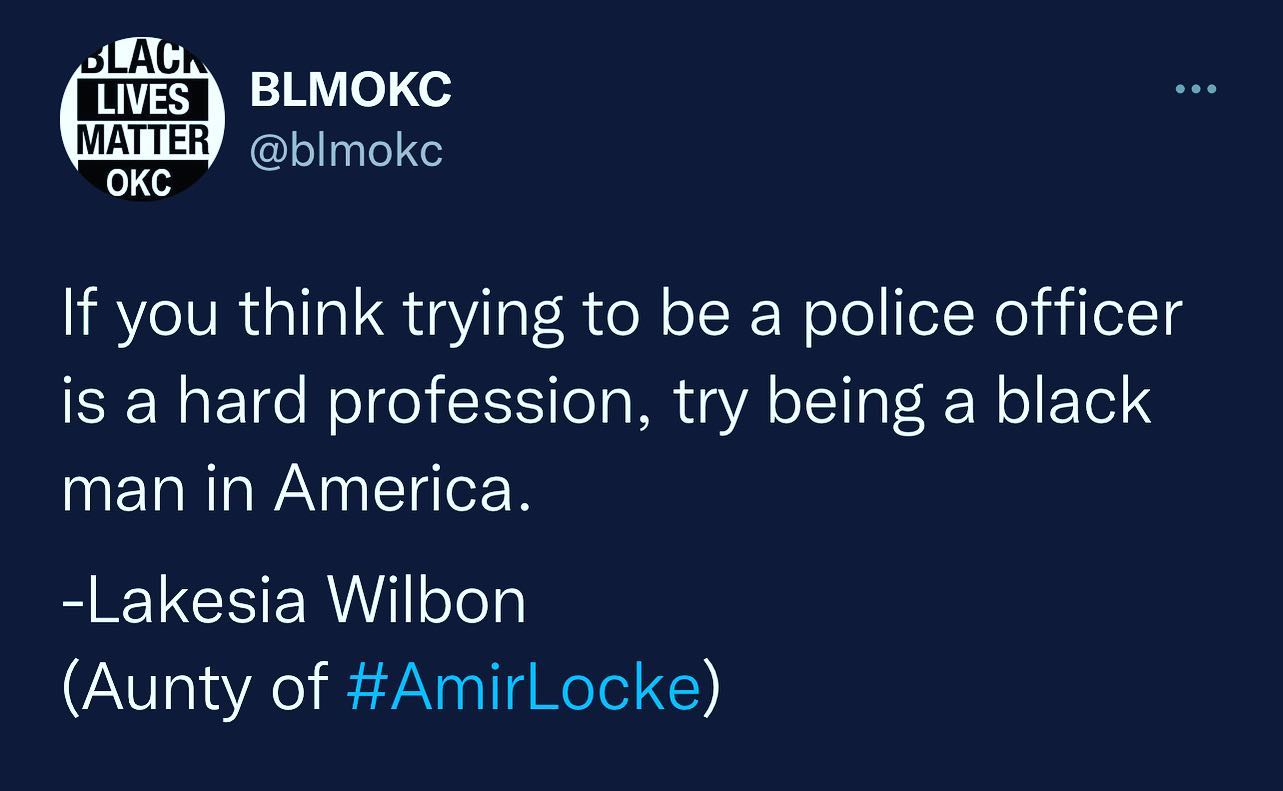 BLACK
LIVES
MATTER
OKC
BLMOKC
@blmokc
If you think trying to be a police officer
is a hard profession, try being a black
man in America.
-Lakesia Wilbon
(Aunty of #AmirLocke)